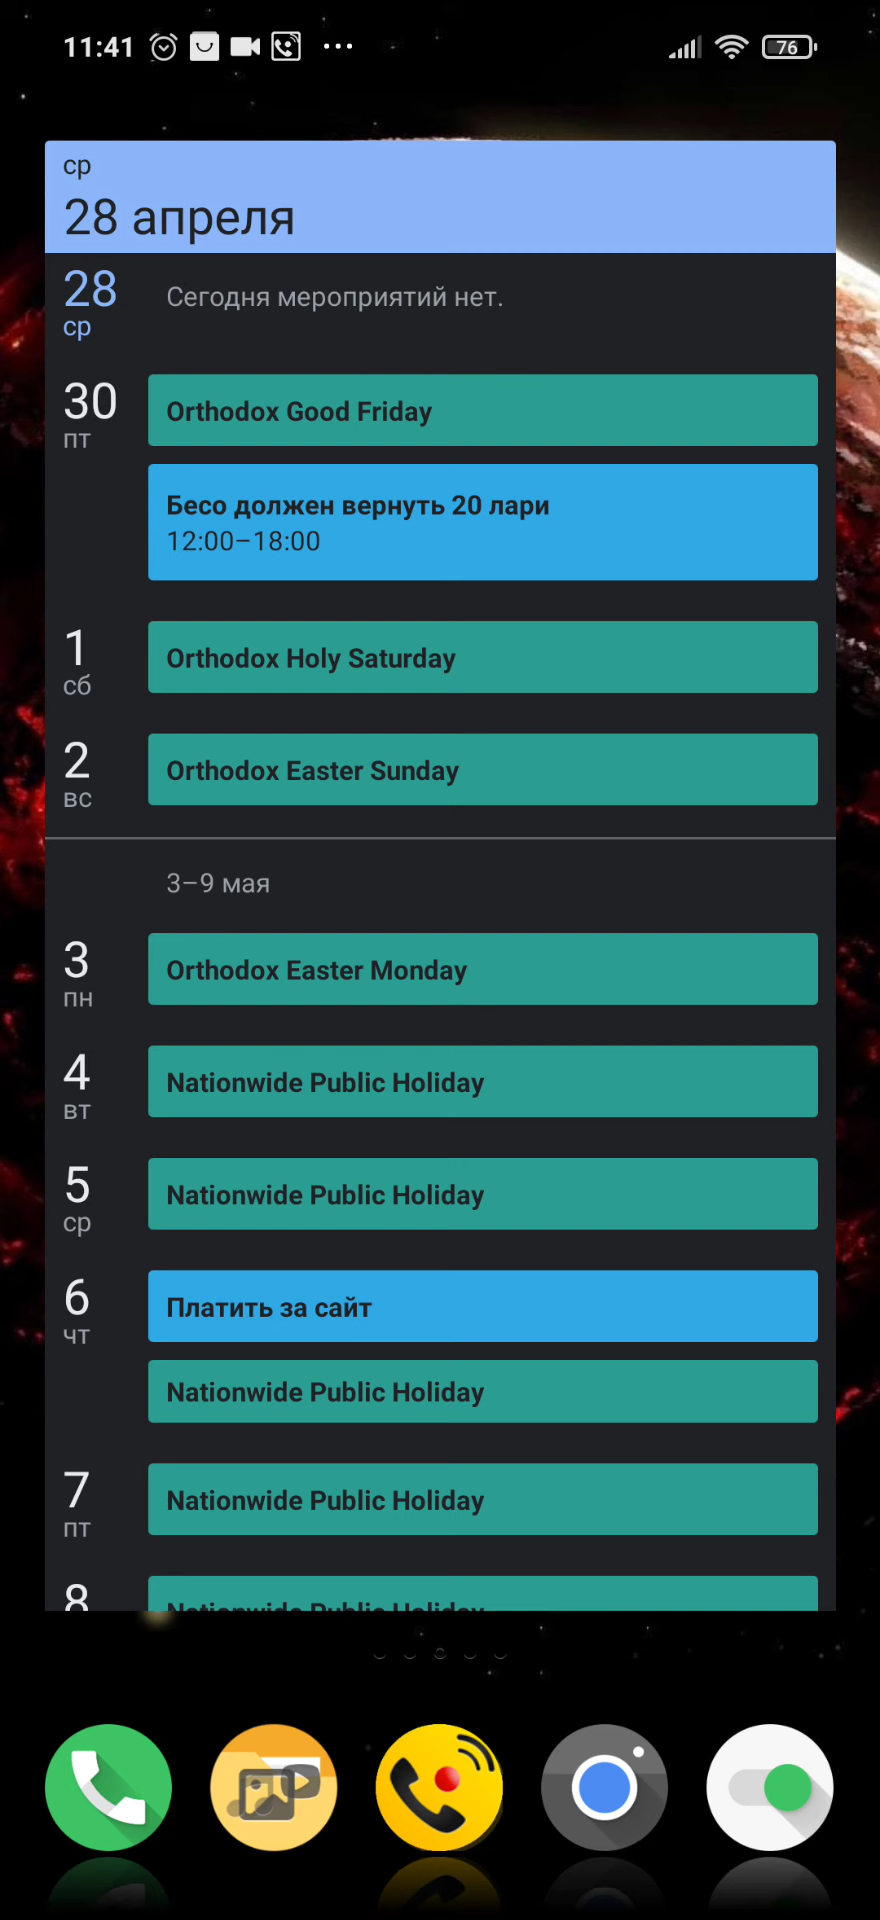 11:41
76
ср
28 апреля
28
ср
Сегодня мероприятий нет.
30
пт
Orthodox Good Friday
Бесо должен вернуть 20 лари
12:00–18:00
1
сб
Orthodox Holy Saturday
2
вс
Orthodox Easter Sunday
3–9 мая
3
пн
Orthodox Easter Monday
4
вт
Nationwide Public Holiday
5
ср
Nationwide Public Holiday
6
чт
Платить за сайт
Nationwide Public Holiday
7
пт
Nationwide Public Holiday
8
Nationwide Public Holiday